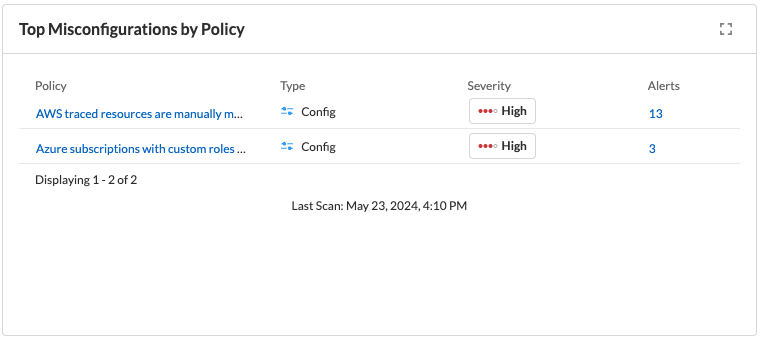 Top Misconfigurations by Policy
Policy Type Severity Alerts
AWS traced resources are manually m... Config High 13
Azure subscriptions with custom roles ... Config High 3
Displaying 1 - 2 of 2
Last Scan: May 23, 2024, 4:10 PM